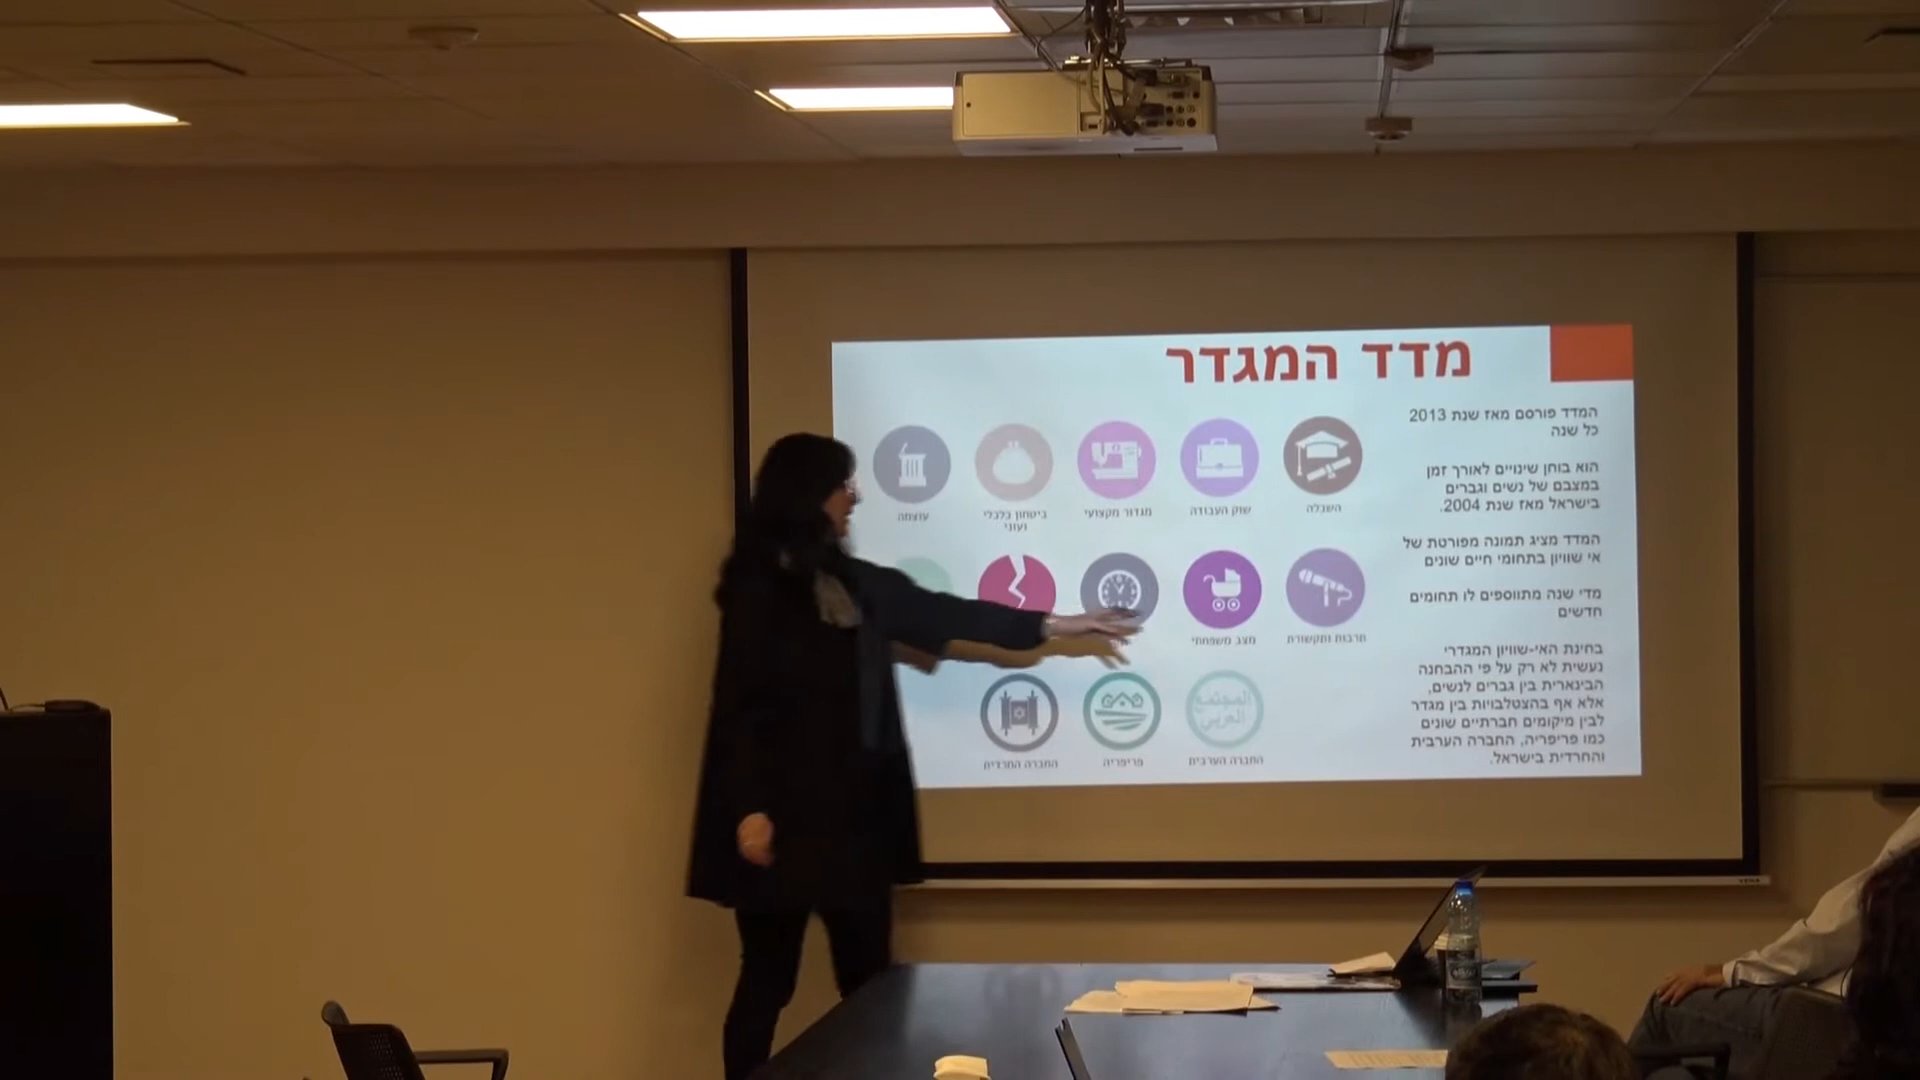 מדד המגדר
המדד פורסם מאז שנת 2013
כל שנה
הוא בוחן שינויים לאורך זמן
במצבם של נשים וגברים
בישראל מאז שנת 2004.
המדד מציג תמונה מפורטת של
אי שוויון בתחומי חיים שונים
מדי שנה מתווספים לו תחומים
חדשים
בחינת האי-שוויון המגדרי
נעשית לא רק על פי ההבחנה
הבינארית בין גברים לנשים,
אלא אף בהצטלבויות בין מגדר
לבין מיקומים חברתיים שונים
כמו פריפריה, החברה הערבית
והחרדית בישראל.
השכלה
שוק העבודה
מגדור מקצועי
ביטחון כלכלי
ועוני
עוצמה
תרבות ותקשורת
מצב משפחתי
المجتمع
العربي
החברה הערבית
פריפריה
החברה החרדית